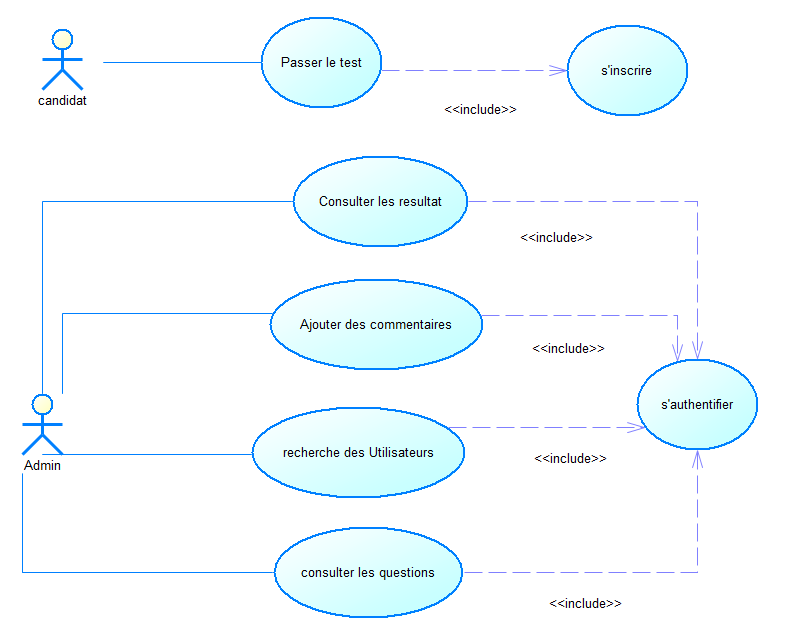 Passer le test
s'inscrire
candidat
<<include>>
Consulter les resultat
<<include>>
Ajouter des commentaires
<<include>>
s'authentifier
recherche des Utilisateurs
<<include>>
Admin
consulter les questions
<<include>>